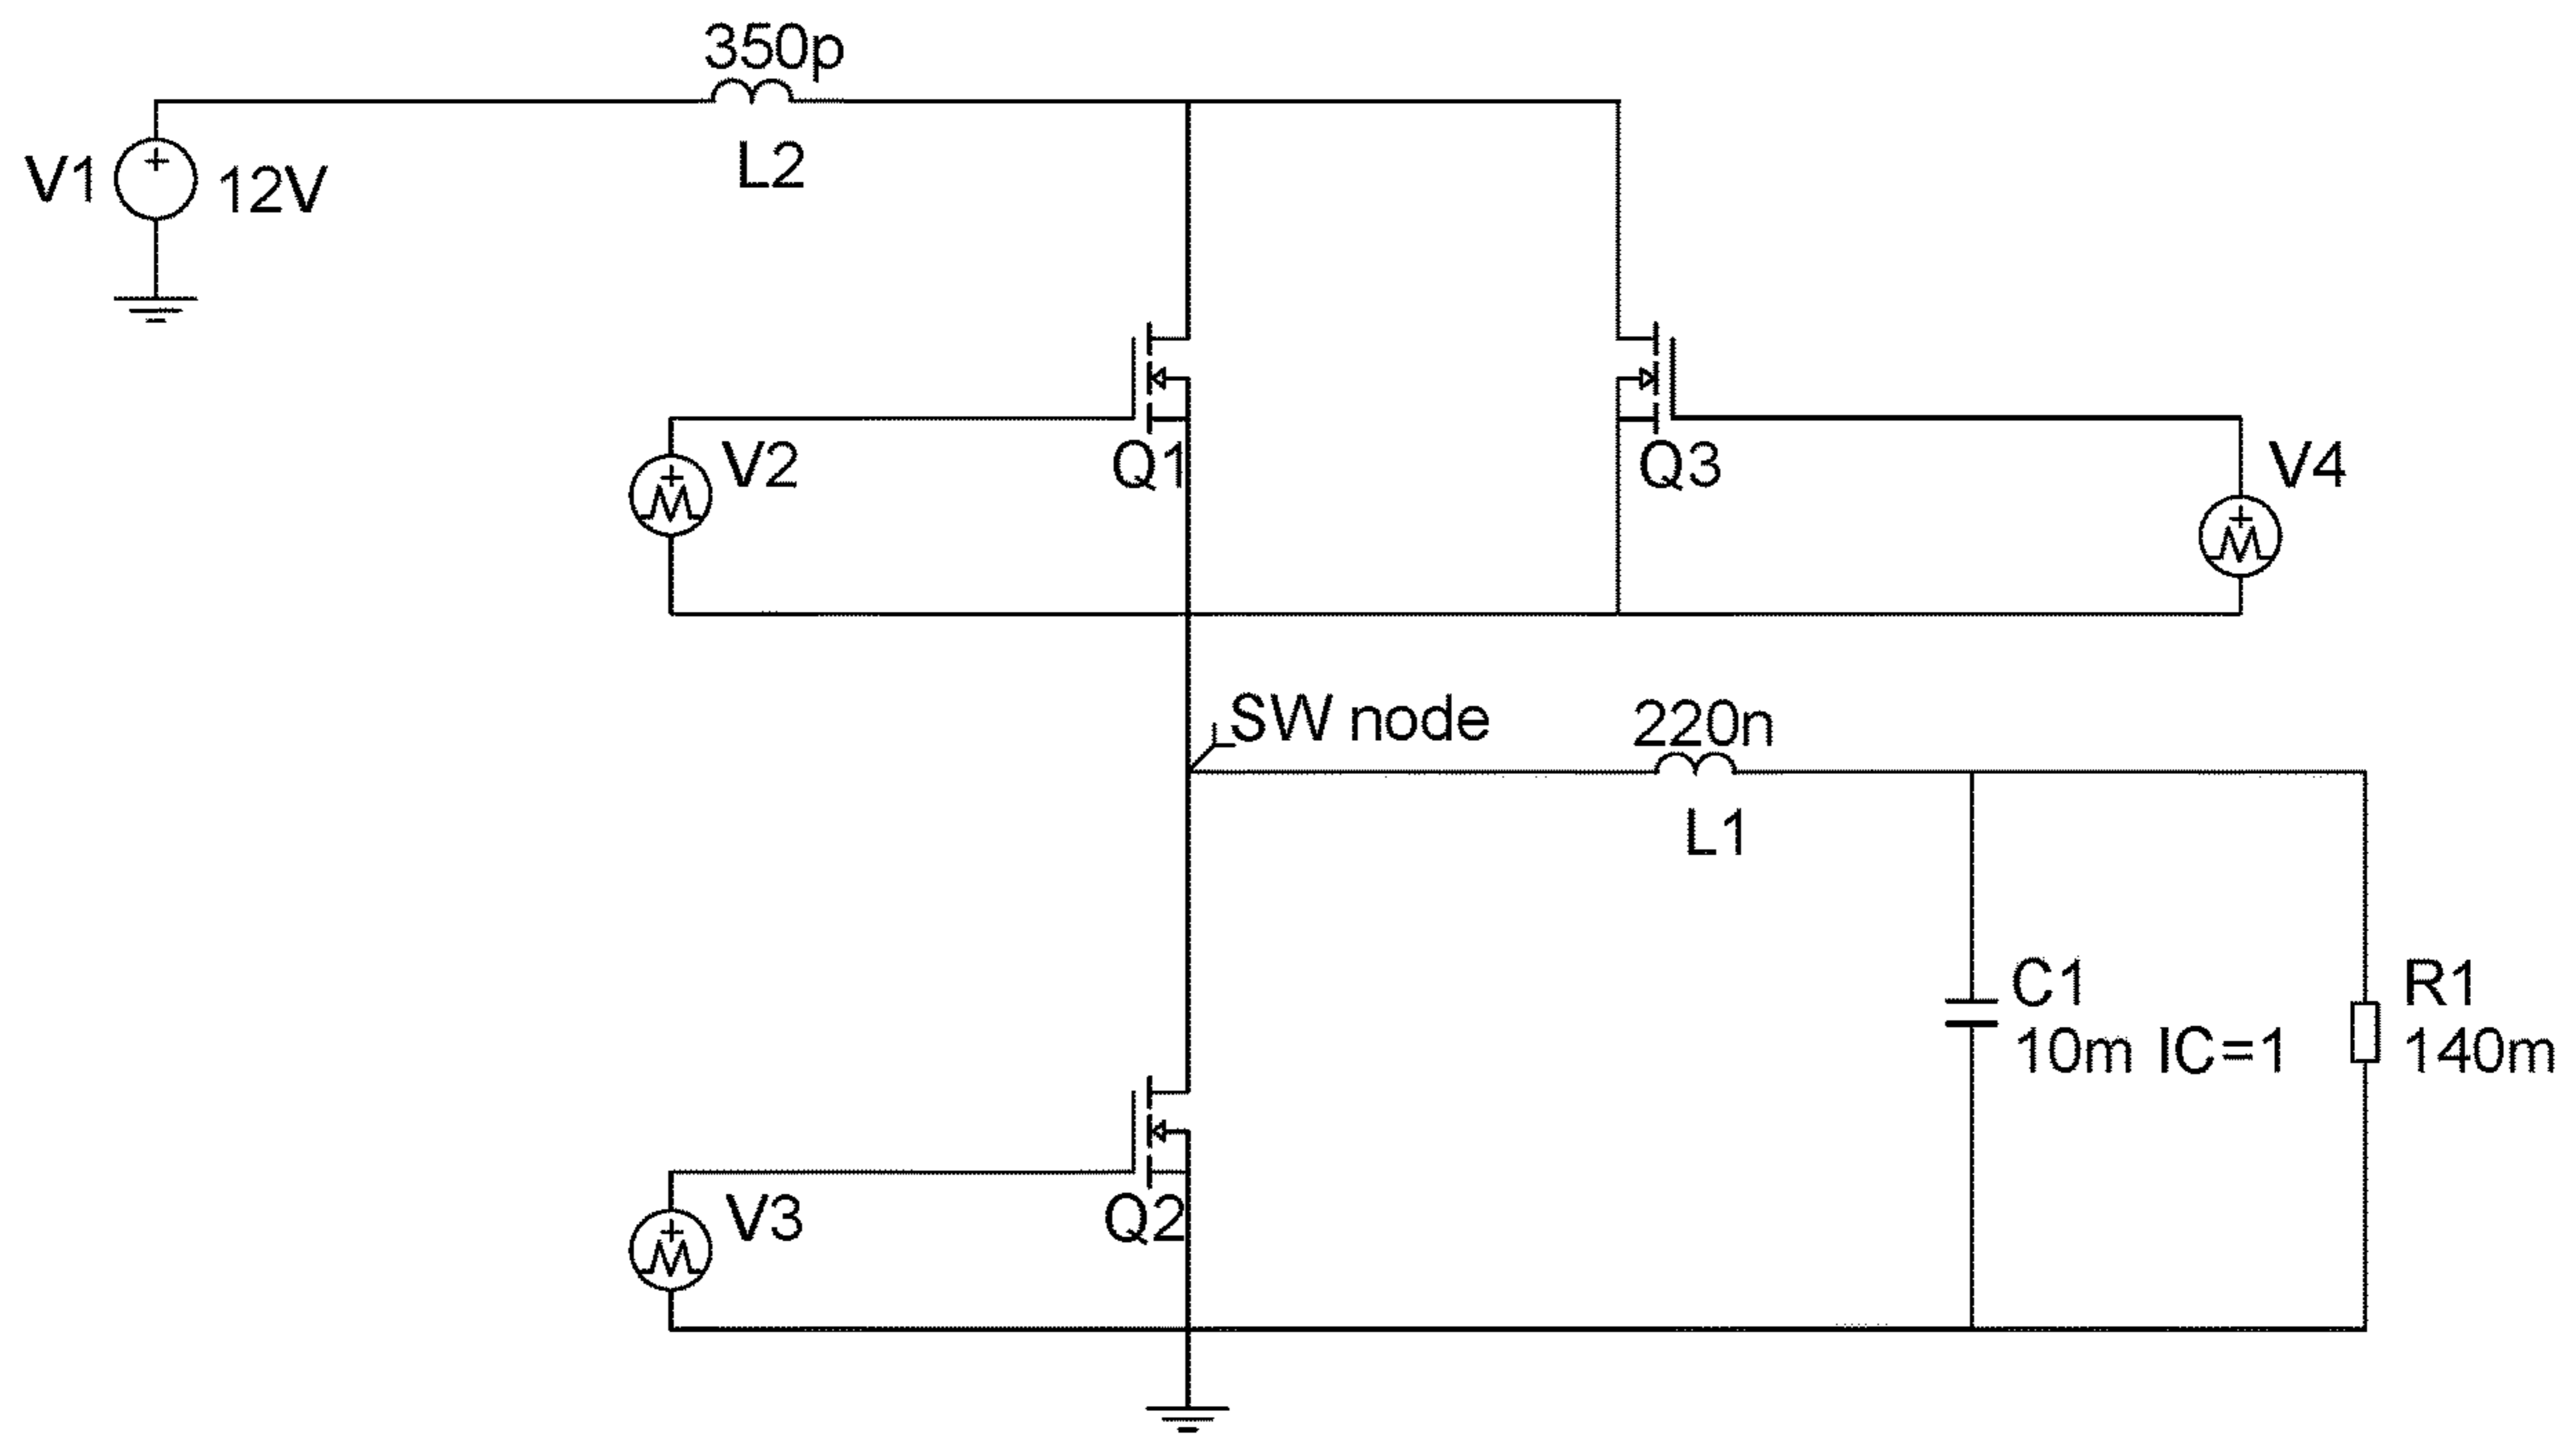 350p
L2
V1
+
12V
V2
+
Q1
Q3
V4
+
SW node
220n
L1
C1
10m IC=1
R1
140m
V3
+
Q2